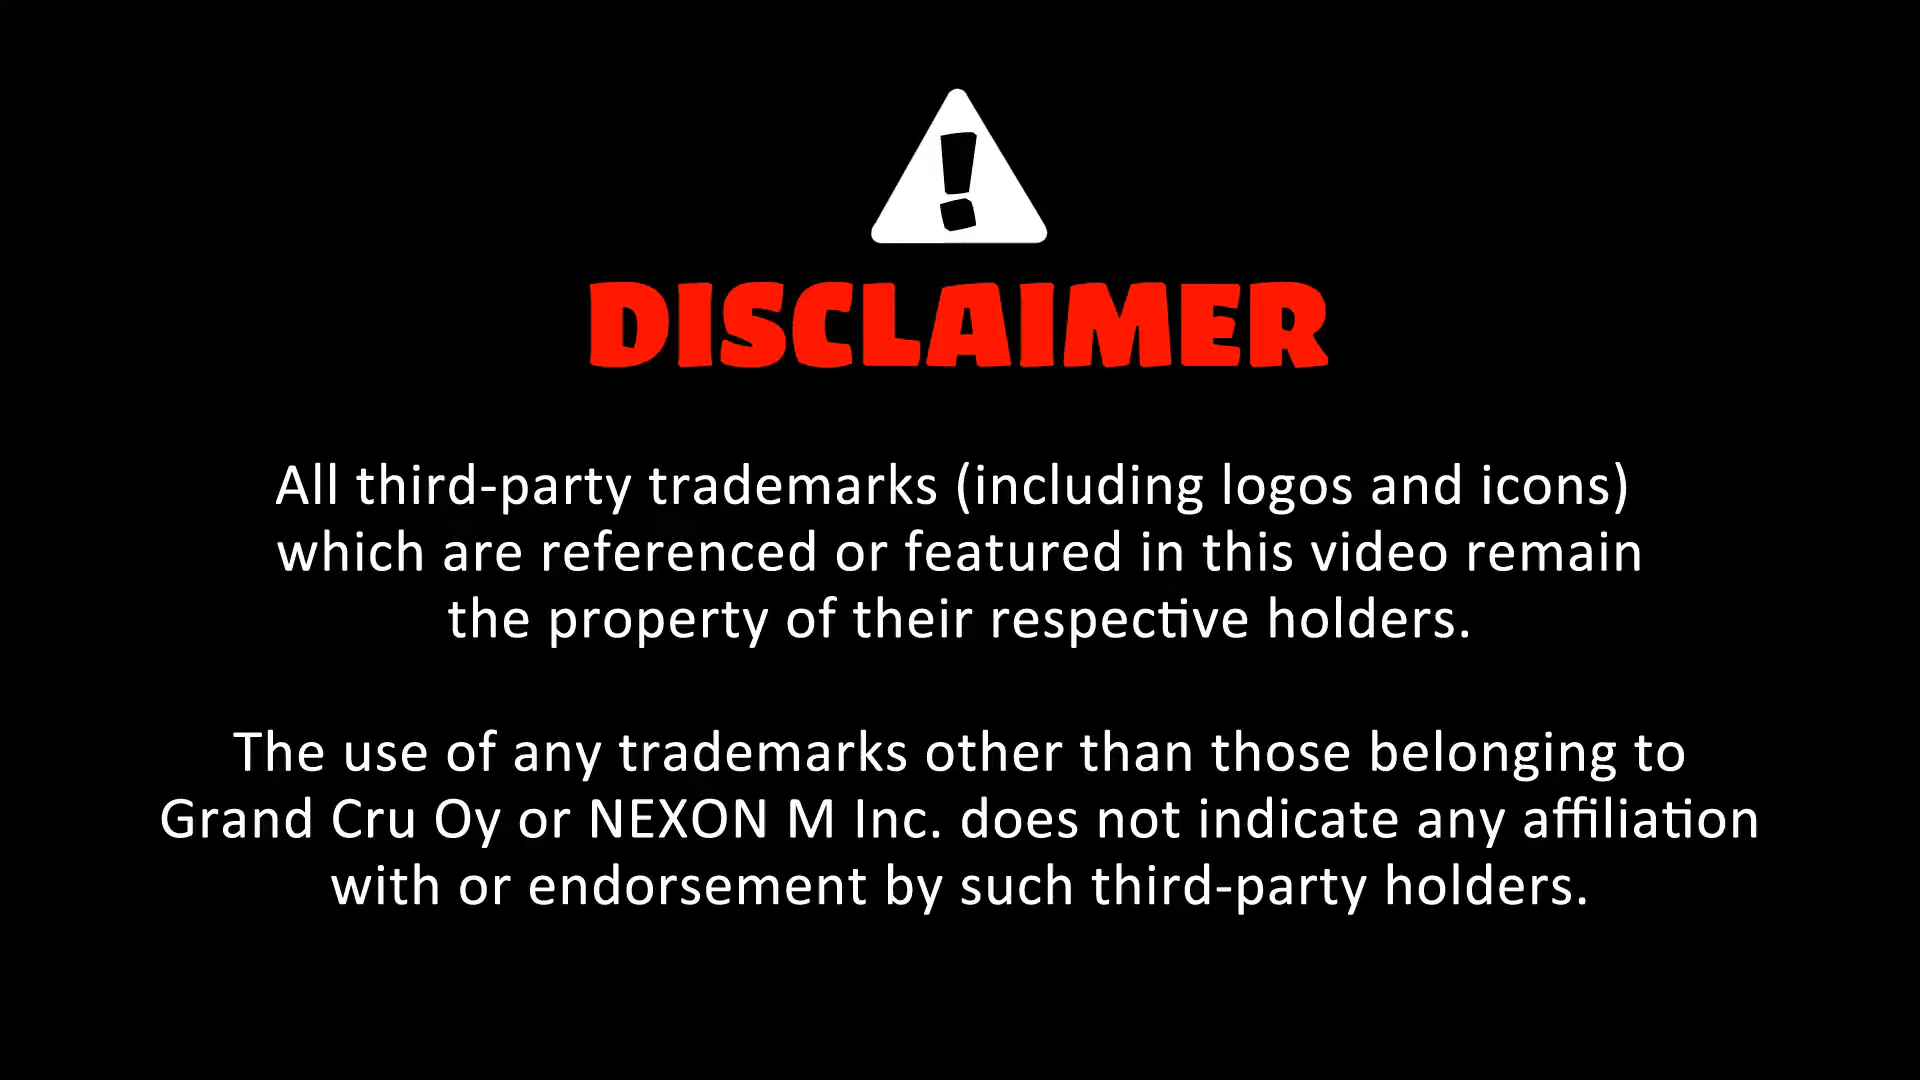 !
DISCLAIMER
All third-party trademarks (including logos and icons)
which are referenced or featured in this video remain
the property of their respective holders.
The use of any trademarks other than those belonging to
Grand Cru Oy or NEXON M Inc. does not indicate any affiliation
with or endorsement by such third-party holders.